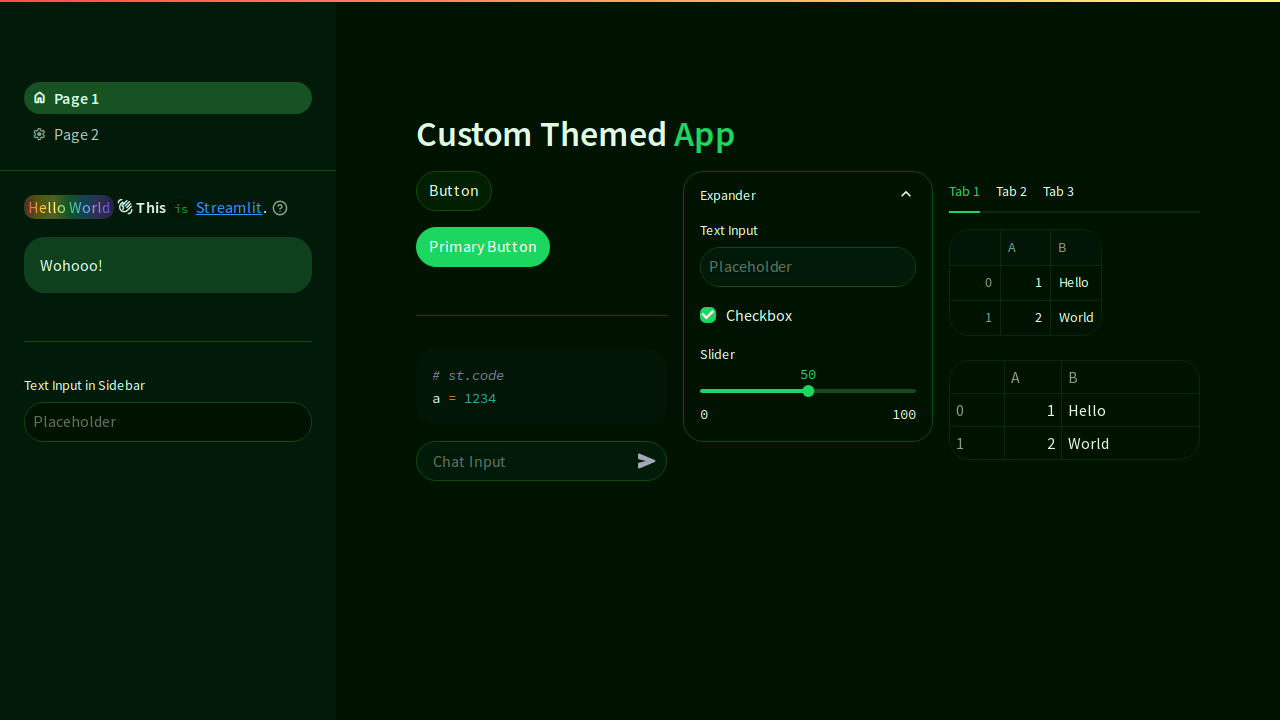 Page 1
Page 2
Hello World 👋 This is Streamlit.
Wohooo!
Text Input in Sidebar
Placeholder
Custom Themed App
Button
Primary Button
# st.code
a = 1234
Chat Input
Expander
Text Input
Placeholder
Checkbox
Slider
50
0 100
Tab 1 Tab 2 Tab 3
A B
0 1 Hello
1 2 World
A B
0 1 Hello
1 2 World